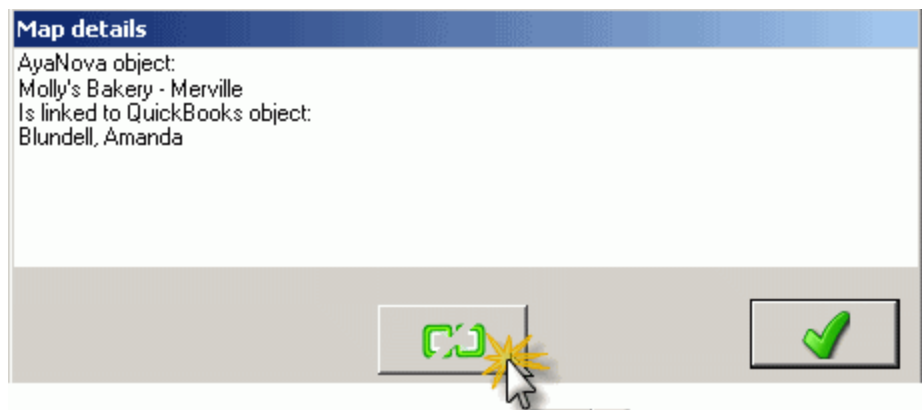 Map details
AyaNova object:
Molly's Bakery - Merville
Is linked to QuickBooks object:
Blundell, Amanda